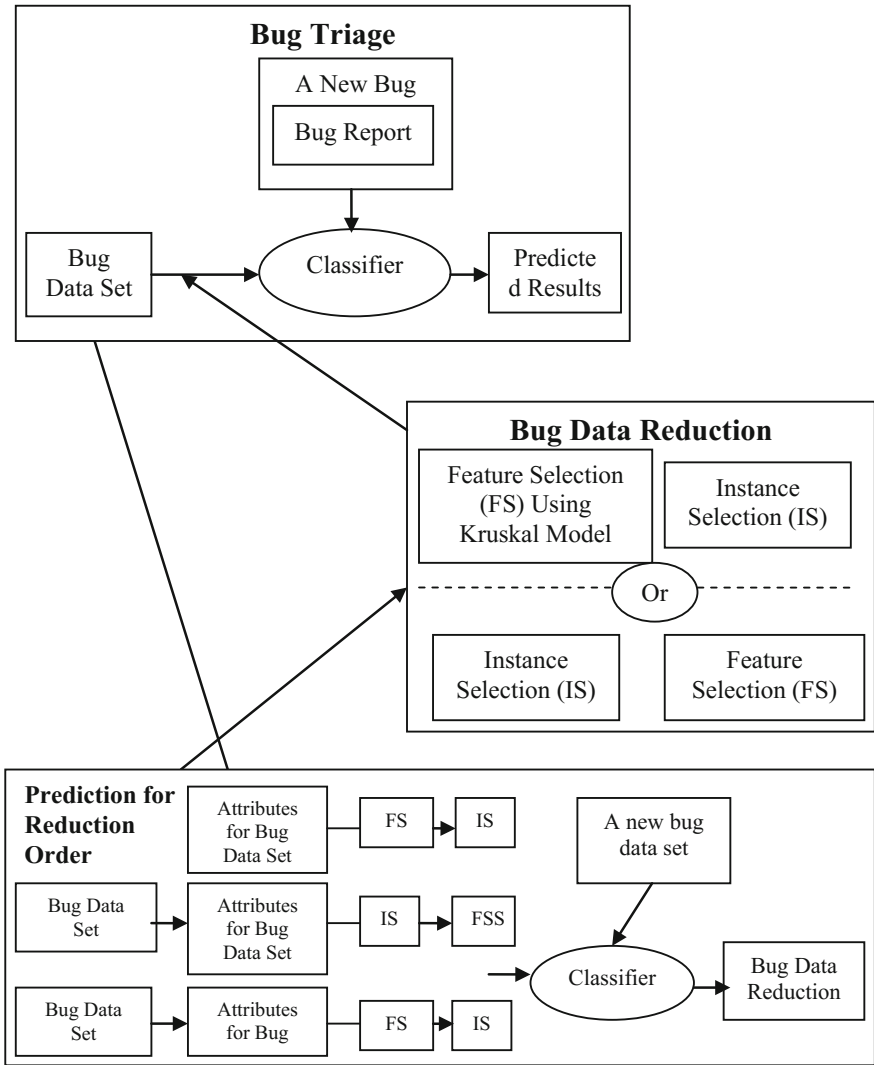 Bug Triage
A New Bug
Bug Report
Bug
Data Set
Classifier
Predicte
d Results
Bug Data Reduction
Feature Selection
(FS) Using
Kruskal Model
Instance
Selection (IS)
Or
Instance
Selection (IS)
Feature
Selection (FS)
Prediction for
Reduction
Order
Attributes
for Bug
Data Set
FS
IS
A new bug
data set
Bug Data
Set
Attributes
for Bug
Data Set
IS
FSS
Classifier
Bug Data
Reduction
Bug Data
Set
Attributes
for Bug
FS
IS